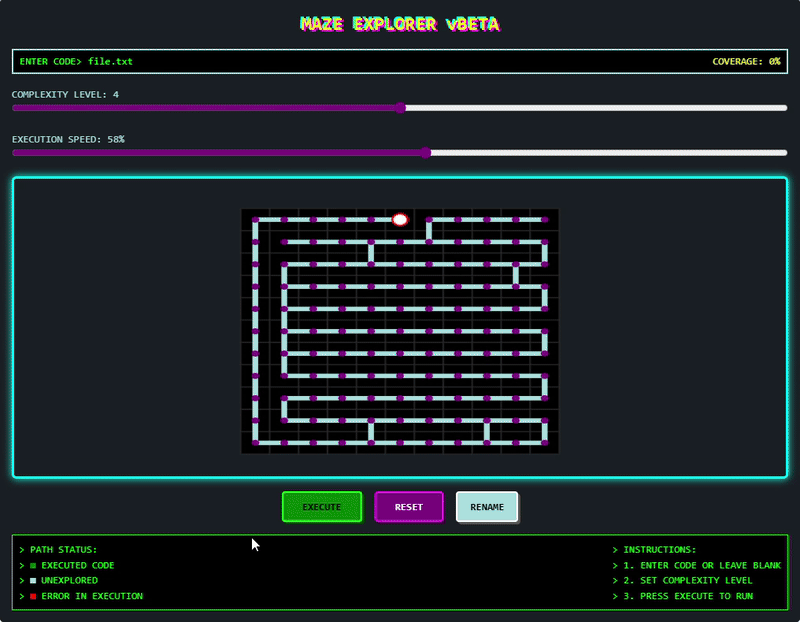 MAZE EXPLORER vBETA
ENTER CODE> file.txt
COVERAGE: 0%
COMPLEXITY LEVEL: 4
EXECUTION SPEED: 58%
EXECUTE
RESET
RENAME
> PATH STATUS:
> EXECUTED CODE
> UNEXPLORED
> ERROR IN EXECUTION
> INSTRUCTIONS:
> 1. ENTER CODE OR LEAVE BLANK
> 2. SET COMPLEXITY LEVEL
> 3. PRESS EXECUTE TO RUN